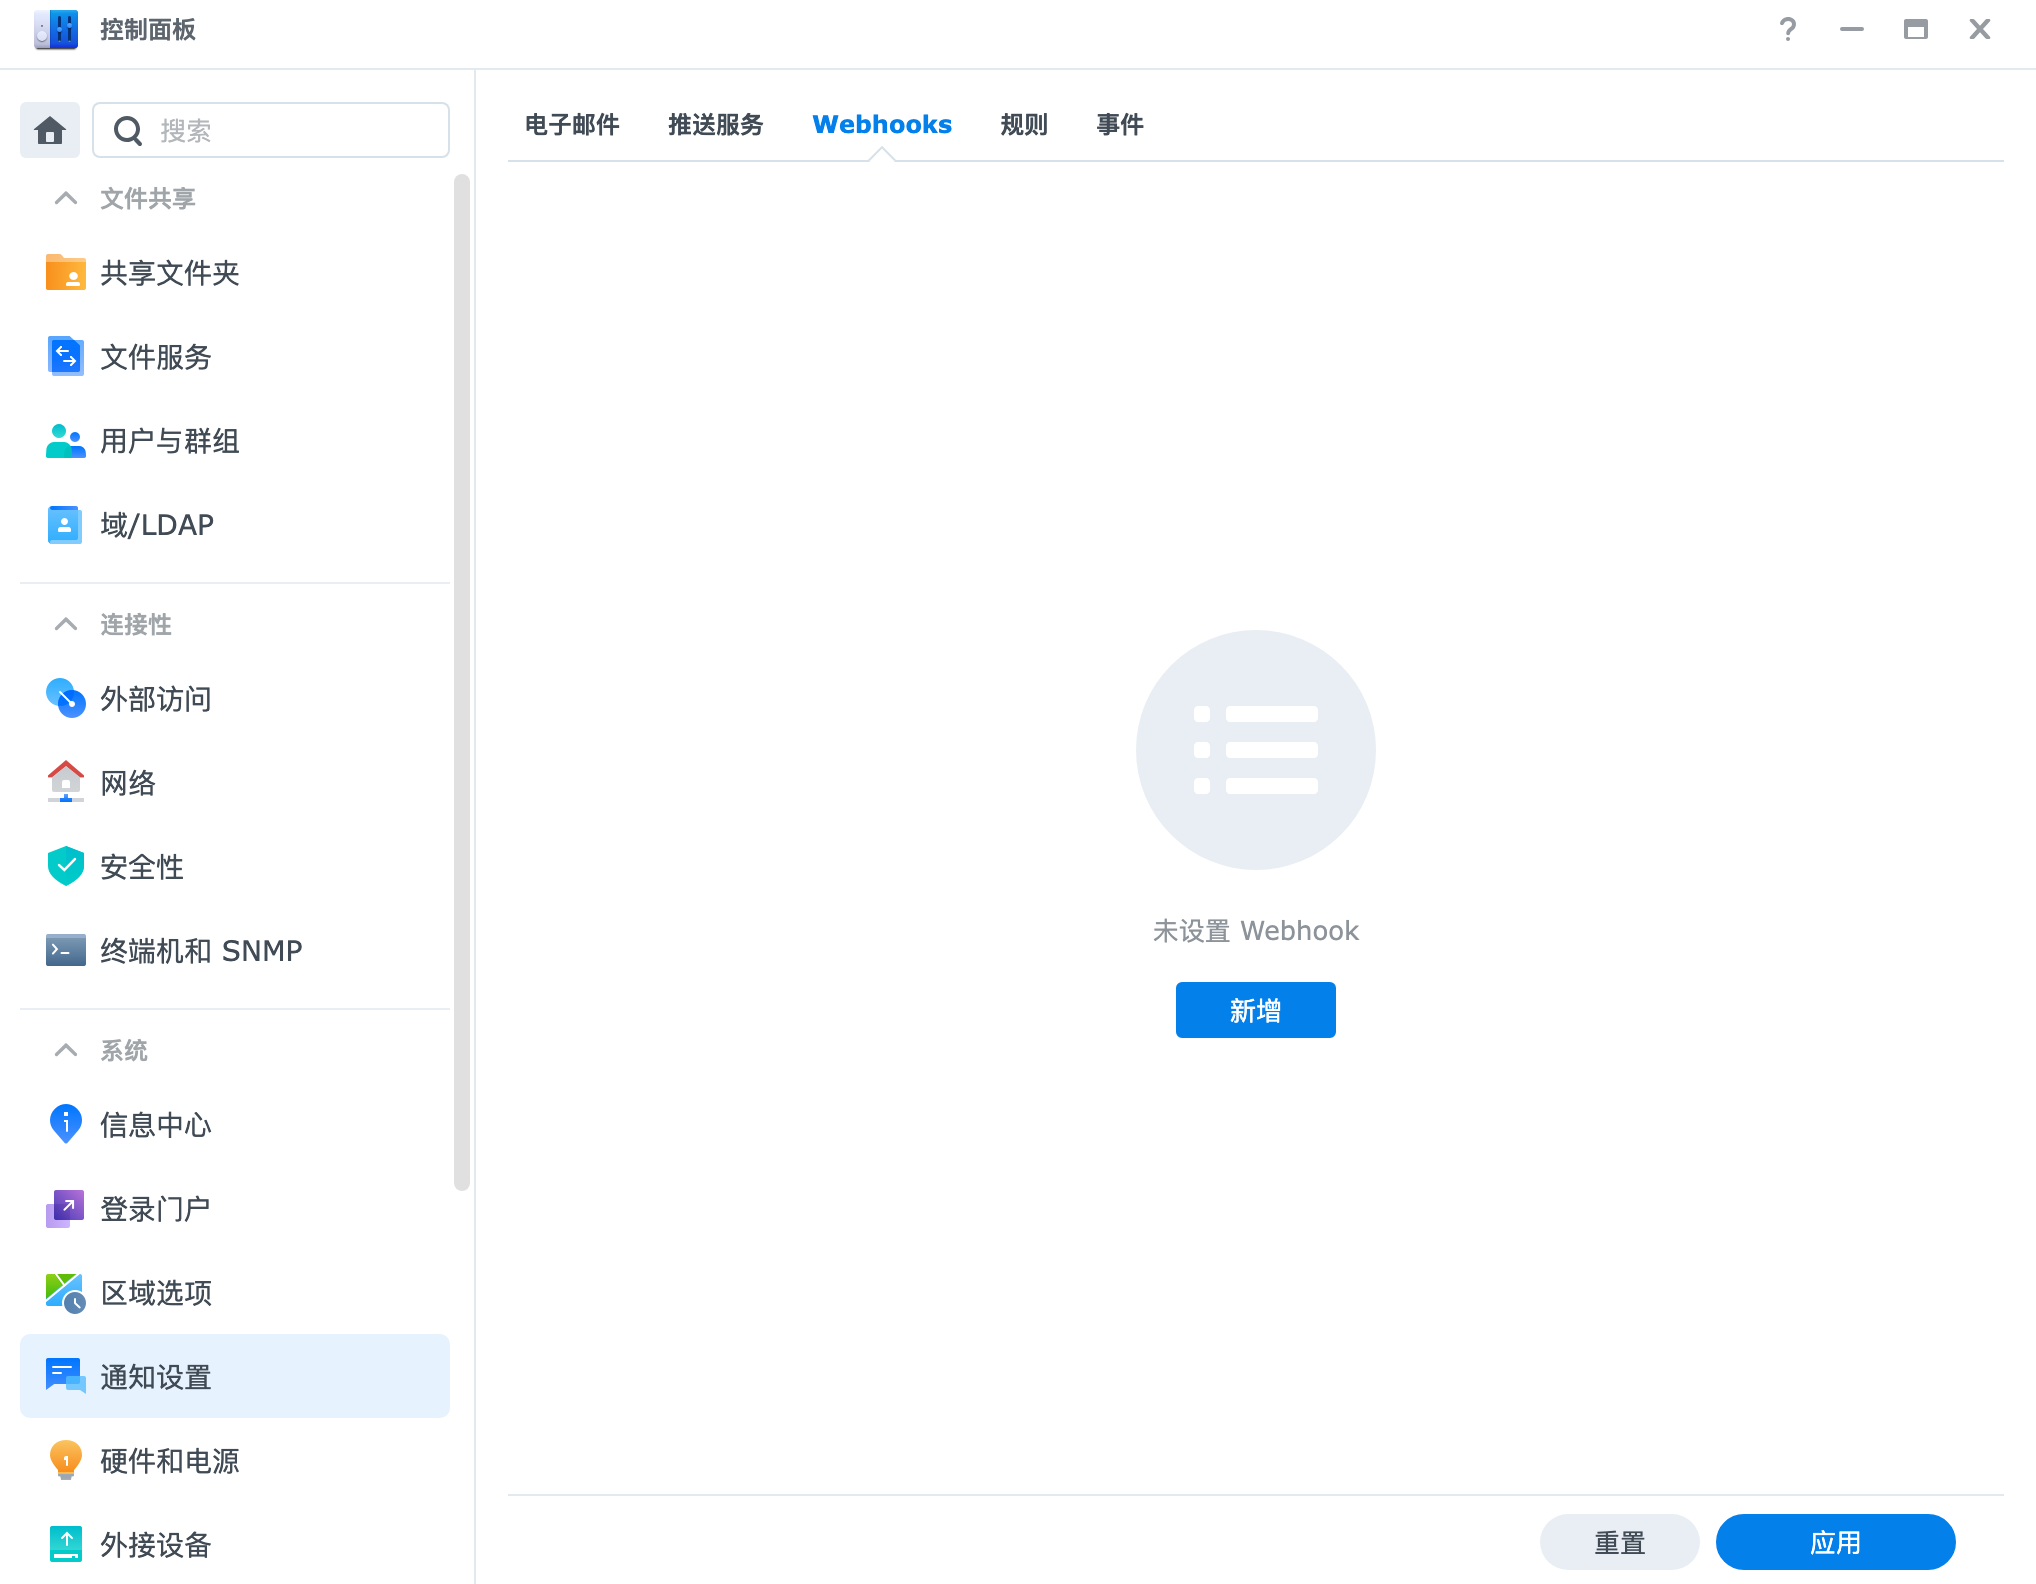 控制面板
搜索
文件共享
共享文件夹
文件服务
用户与群组
域/LDAP
连接性
外部访问
网络
安全性
终端机和 SNMP
系统
信息中心
登录门户
区域选项
通知设置
硬件和电源
外接设备
电子邮件 推送服务 Webhooks 规则 事件
未设置 Webhook
新增
重置 应用